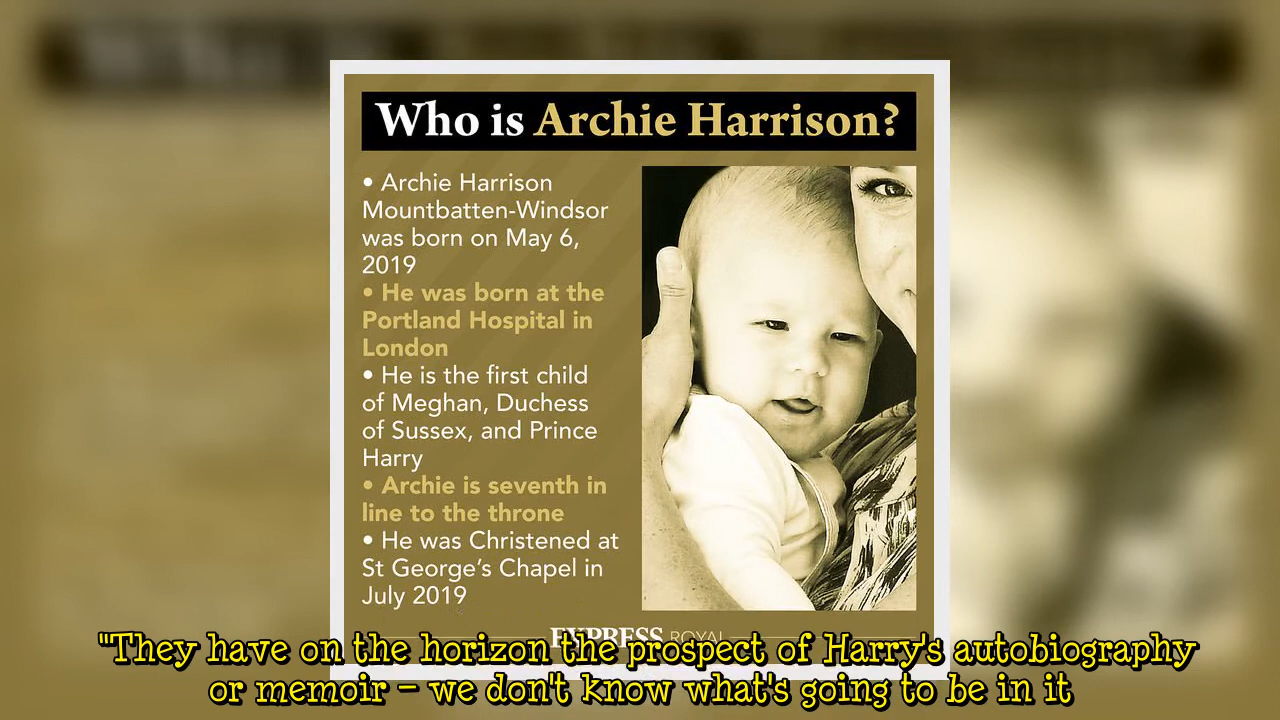 Who is Archie Harrison?
• Archie Harrison
Mountbatten-Windsor
was born on May 6,
2019
• He was born at the
Portland Hospital in
London
• He is the first child
of Meghan, Duchess
of Sussex, and Prince
Harry
• Archie is seventh in
line to the throne
• He was Christened at
St George's Chapel in
July 2019
EXPRESS ROYAL
"They have on the horizon the prospect of Harry's autobiography
or memoir – we don't know what's going to be in it